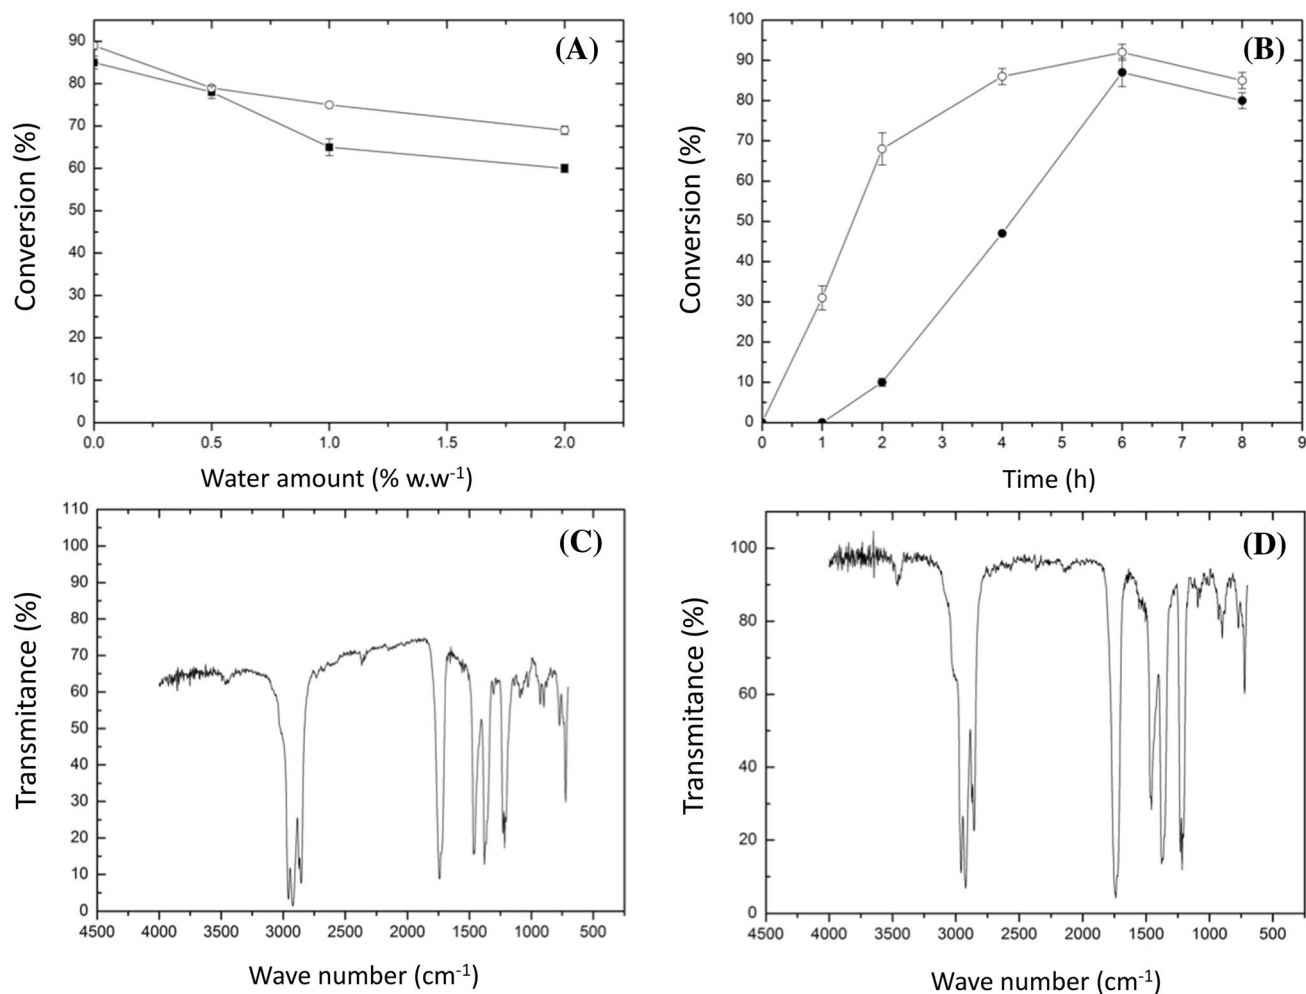 (A)
90
80
70
60
50
40
30
20
10
0
0.0 0.5 1.0 1.5 2.0
Conversion (%)
Water amount (% w.w-1)
(B)
100
90
80
70
60
50
40
30
20
10
0
0 1 2 3 4 5 6 7 8 9
Conversion (%)
Time (h)
(C)
110
100
90
80
70
60
50
40
30
20
10
0
4500 4000 3500 3000 2500 2000 1500 1000 500
Transmitance (%)
Wave number (cm-1)
(D)
100
80
60
40
20
0
4500 4000 3500 3000 2500 2000 1500 1000 500
Transmitance (%)
Wave number (cm-1)